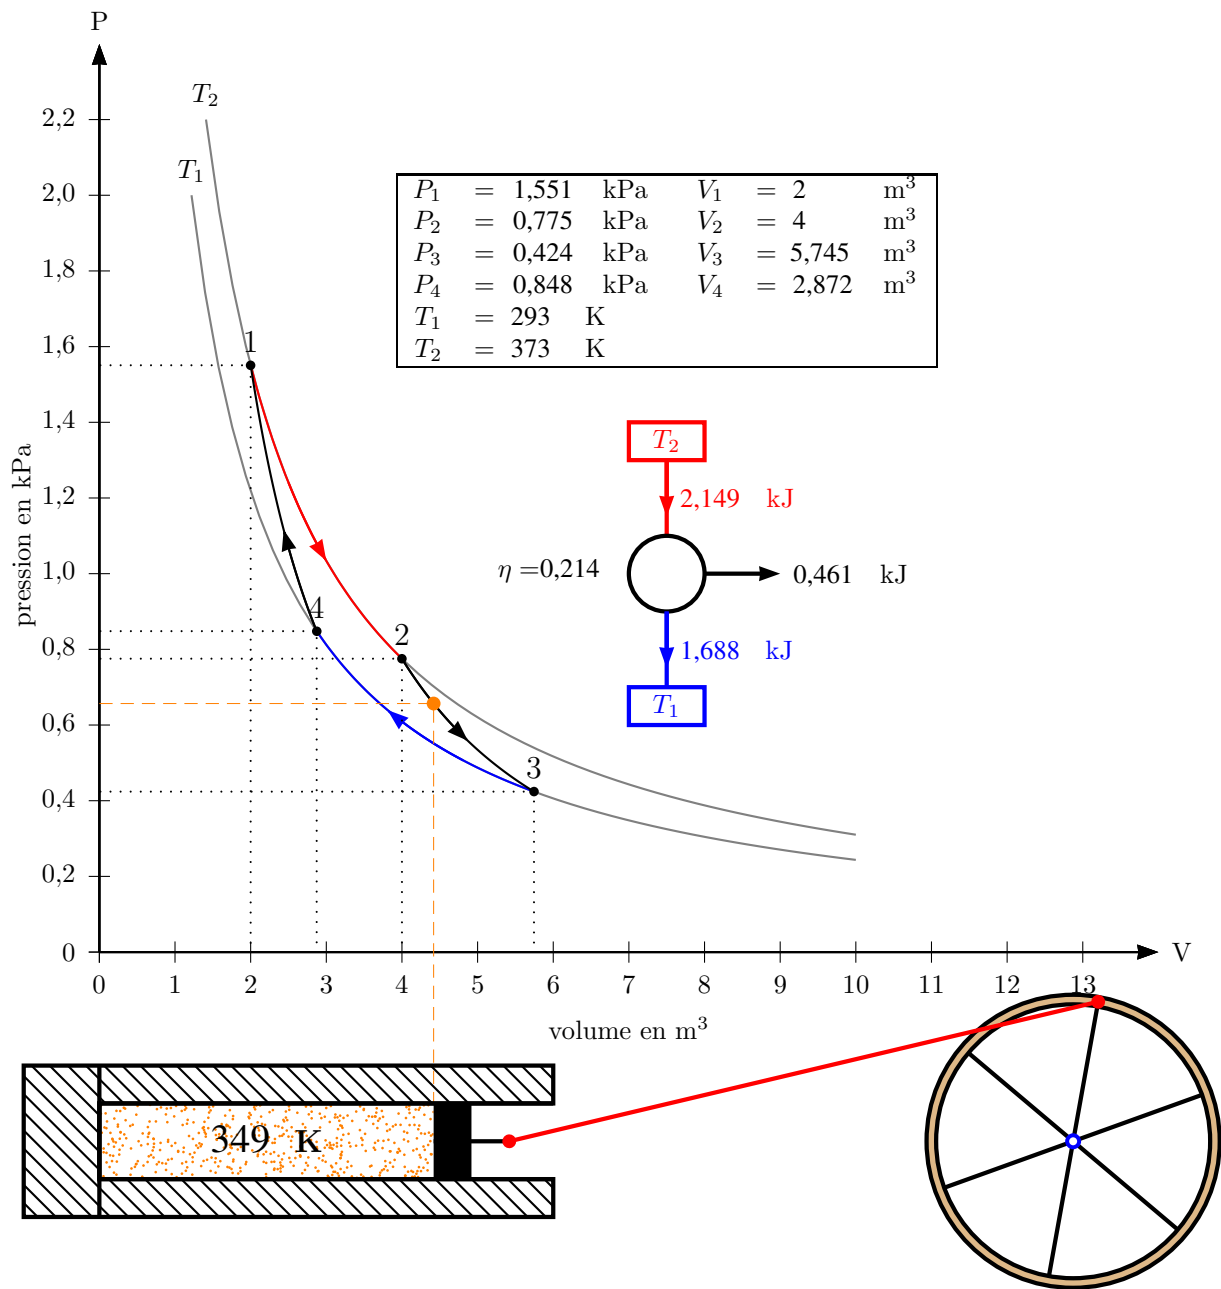 P
T2
2,2
T1
2,0
P1 = 1,551 kPa V1 = 2 m3
P2 = 0,775 kPa V2 = 4 m3
P3 = 0,424 kPa V3 = 5,745 m3
P4 = 0,848 kPa V4 = 2,872 m3
T1 = 293 K
T2 = 373 K
1,8
1,6
1
1,4
T2
pression en kPa
1,2
2,149 kJ
1,0
η =0,214
0,461 kJ
4
0,8
2
1,688 kJ
T1
0,6
3
0,4
0,2
0
V
0 1 2 3 4 5 6 7 8 9 10 11 12 13
volume en m3
349 K